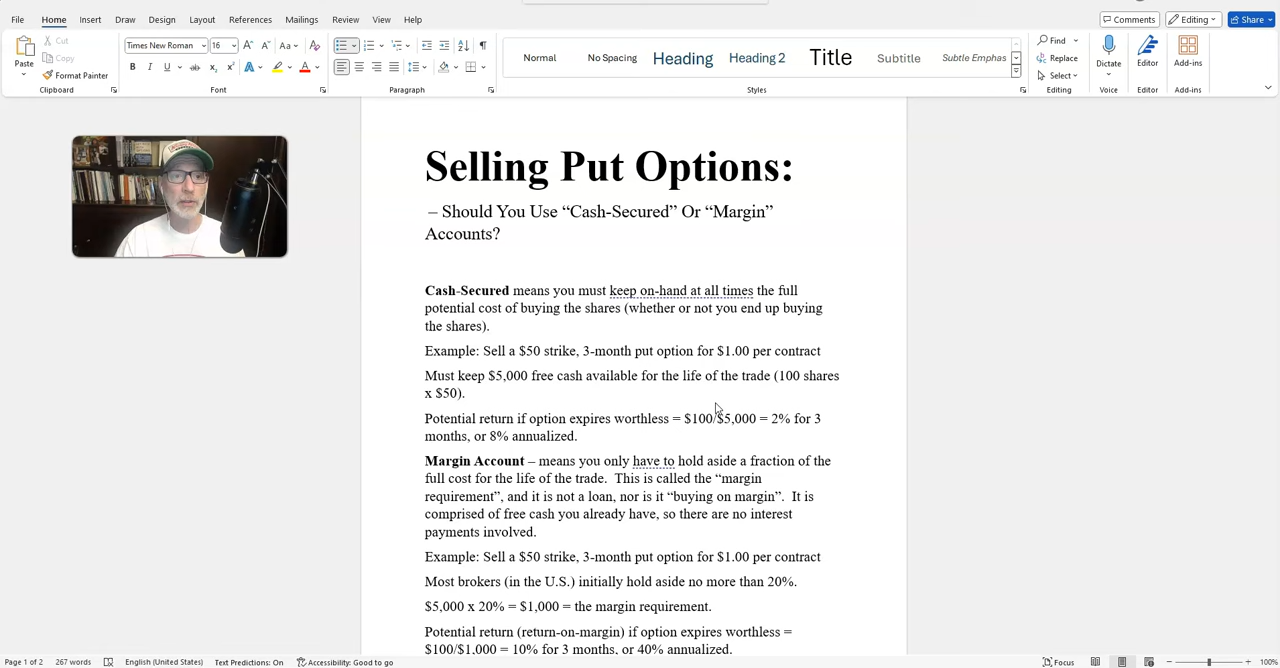 File Home Insert Draw Design Layout References Mailings Review View Help Comments Editing Share
Paste Cut Copy Format Painter Clipboard
Times New Roman 16 Font
Paragraph
Normal No Spacing Heading Heading 2 Title Subtitle Subtle Emphas Styles
Find Replace Select Editing
Dictate Voice
Editor Editor
Add-ins Add-ins
Selling Put Options:
– Should You Use “Cash-Secured” Or “Margin”
Accounts?
Cash-Secured means you must keep on-hand at all times the full
potential cost of buying the shares (whether or not you end up buying
the shares).
Example: Sell a $50 strike, 3-month put option for $1.00 per contract
Must keep $5,000 free cash available for the life of the trade (100 shares
x $50).
Potential return if option expires worthless = $100/$5,000 = 2% for 3
months, or 8% annualized.
Margin Account – means you only have to hold aside a fraction of the
full cost for the life of the trade.  This is called the “margin
requirement”, and it is not a loan, nor is it “buying on margin”.  It is
comprised of free cash you already have, so there are no interest
payments involved.
Example: Sell a $50 strike, 3-month put option for $1.00 per contract
Most brokers (in the U.S.) initially hold aside no more than 20%.
$5,000 x 20% = $1,000 = the margin requirement.
Potential return (return-on-margin) if option expires worthless =
$100/$1,000 = 10% for 3 months, or 40% annualized.
Page 1 of 2 267 words English (United States) Text Predictions: On Accessibility: Good to go Focus 100%